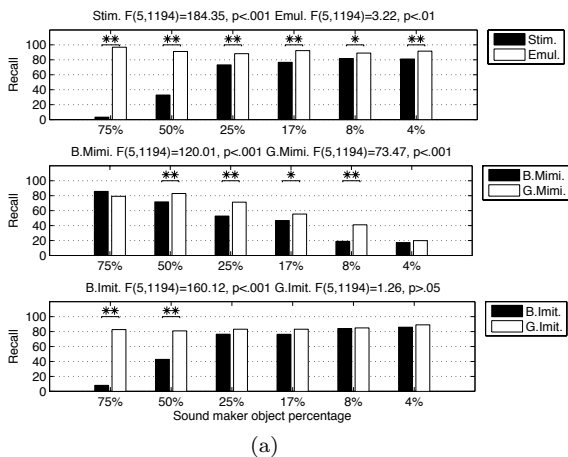 Stim. F(5,1194)=184.35, p<.001 Emul. F(5,1194)=3.22, p<.01
** ** ** ** * **
100
80
60
40
20
0
Recall
75% 50% 25% 17% 8% 4%
Stim.
Emul.
B.Mimi. F(5,1194)=120.01, p<.001 G.Mimi. F(5,1194)=73.47, p<.001
** ** * **
100
80
60
40
20
0
Recall
75% 50% 25% 17% 8% 4%
B.Mimi.
G.Mimi.
B.Imit. F(5,1194)=160.12, p<.001 G.Imit. F(5,1194)=1.26, p>.05
** **
100
80
60
40
20
0
Recall
75% 50% 25% 17% 8% 4%
B.Imit.
G.Imit.
Sound maker object percentage
(a)